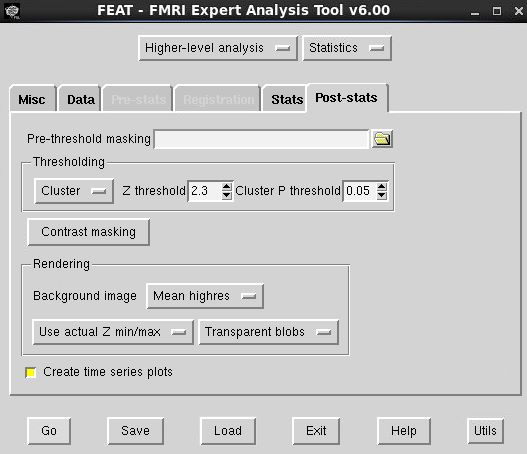 FEAT - FMRI Expert Analysis Tool v6.00
Higher-level analysis Statistics
Misc Data Pre-stats Registration Stats Post-stats
Pre-threshold masking
Thresholding
Cluster Z threshold 2.3 Cluster P threshold 0.05
Contrast masking
Rendering
Background image Mean highres
Use actual Z min/max Transparent blobs
Create time series plots
Go Save Load Exit Help Utils